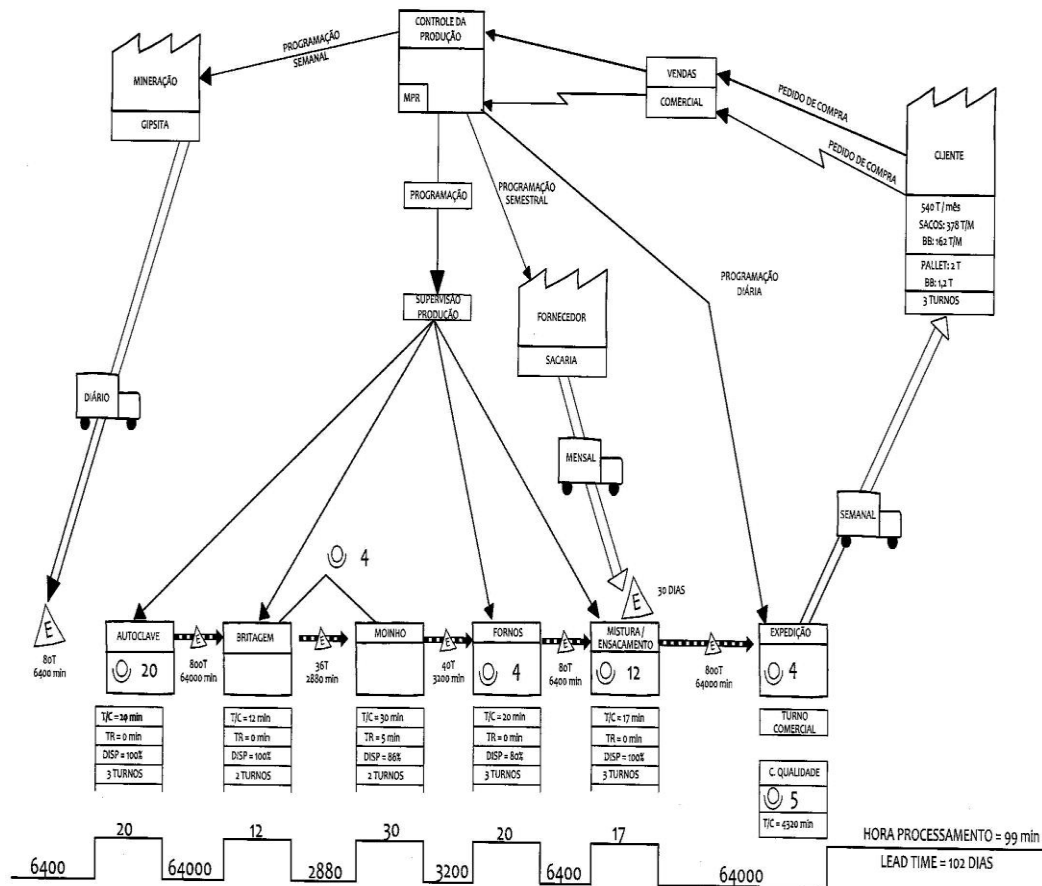 CONTROLE DA
PRODUÇÃO
MPR
PROGRAMAÇÃO
SEMANAL
MINERAÇÃO
GIPSITA
VENDAS
COMERCIAL
PEDIDO DE COMPRA
PEDIDO DE COMPRA
CLIENTE
540 T / mês
SACOS: 378 T/M
BB: 162 T/M
PALLET: 2 T
BB: 1,2 T
3 TURNOS
PROGRAMAÇÃO
PROGRAMAÇÃO
SEMESTRAL
PROGRAMAÇÃO
DIÁRIA
SUPERVISÃO
PRODUÇÃO
FORNECEDOR
SACARIA
DIÁRIO
MENSAL
SEMANAL
4
E
30 DIAS
E
80T
6400 min
AUTOCLAVE
20
E
800T
64000 min
BRITAGEM
E
36T
2880 min
MOINHO
E
40T
3200 min
FORNOS
4
E
80T
6400 min
MISTURA /
ENSACAMENTO
12
E
800T
64000 min
EXPEDIÇÃO
4
T/C = 20 min
TR = 0 min
DISP = 100%
3 TURNOS
T/C = 12 min
TR = 0 min
DISP = 100%
2 TURNOS
T/C = 30 min
TR = 5 min
DISP = 86%
2 TURNOS
T/C = 20 min
TR = 0 min
DISP = 80%
3 TURNOS
T/C = 17 min
TR = 0 min
DISP = 100%
3 TURNOS
TURNO
COMERCIAL
C. QUALIDADE
5
T/C = 4320 min
20 12 30 20 17
6400 64000 2880 3200 6400 64000
HORA PROCESSAMENTO = 99 min
LEAD TIME = 102 DIAS